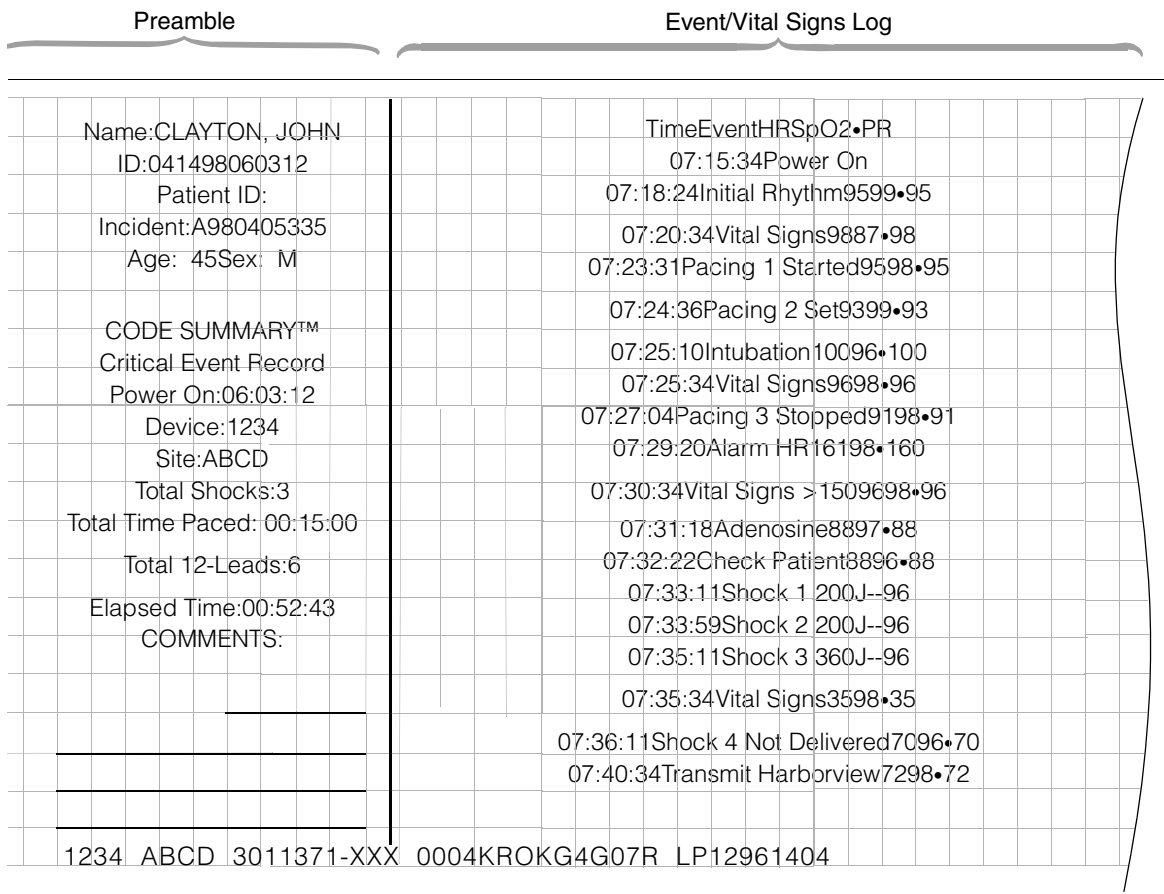 Preamble
Event/Vital Signs Log
Name:CLAYTON, JOHN
ID:041498060312
Patient ID:
Incident:A980405335
Age: 45Sex: M
CODE SUMMARY™
Critical Event Record
Power On:06:03:12
Device:1234
Site:ABCD
Total Shocks:3
Total Time Paced: 00:15:00
Total 12-Leads:6
Elapsed Time:00:52:43
COMMENTS:
TimeEventHRSpO2•PR
07:15:34Power On
07:18:24Initial Rhythm9599•95
07:20:34Vital Signs9887•98
07:23:31Pacing 1 Started9598•95
07:24:36Pacing 2 Set9399•93
07:25:10Intubation10096•100
07:25:34Vital Signs9698•96
07:27:04Pacing 3 Stopped9198•91
07:29:20Alarm HR16198•160
07:30:34Vital Signs >1509698•96
07:31:18Adenosine8897•88
07:32:22Check Patient8896•88
07:33:11Shock 1 200J--96
07:33:59Shock 2 200J--96
07:35:11Shock 3 360J--96
07:35:34Vital Signs3598•35
07:36:11Shock 4 Not Delivered7096•70
07:40:34Transmit Harborview7298•72
1234 ABCD 3011371-XXX 0004KROKG4G07R LP12961404